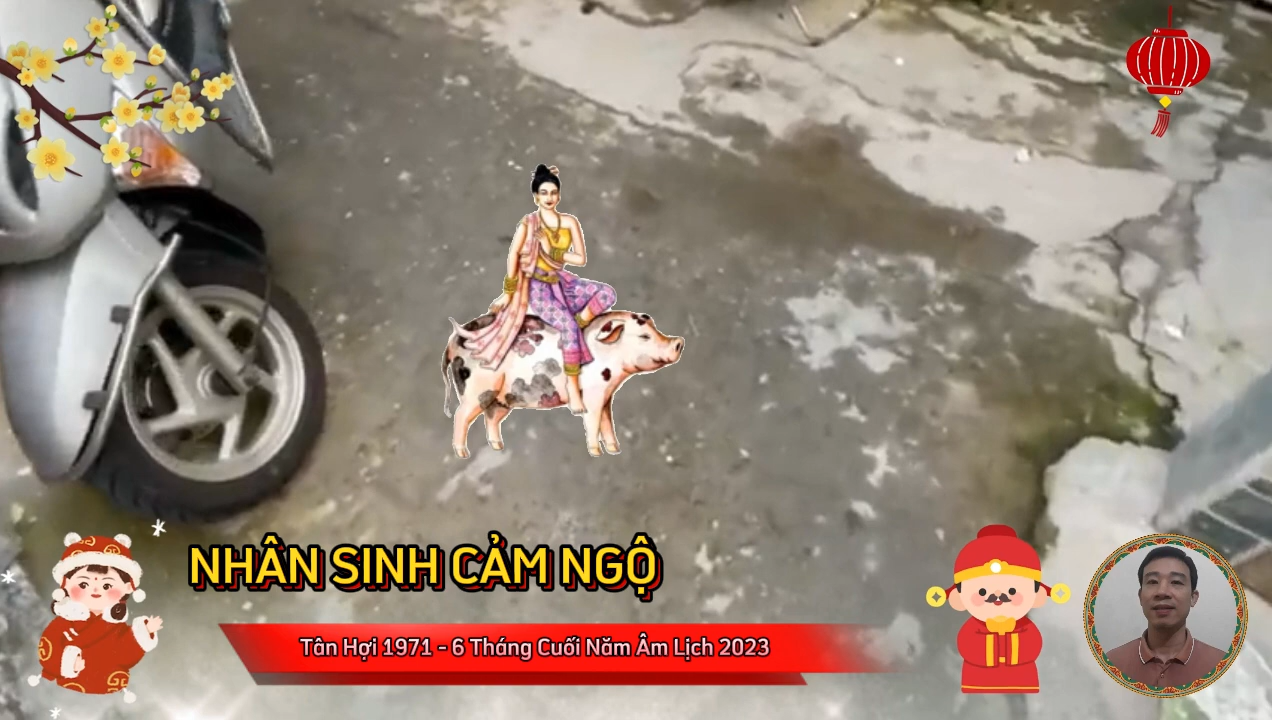 NHÂN SINH CẢM NGỘ
Tân Hợi 1971 - 6 Tháng Cuối Năm Âm Lịch 2023